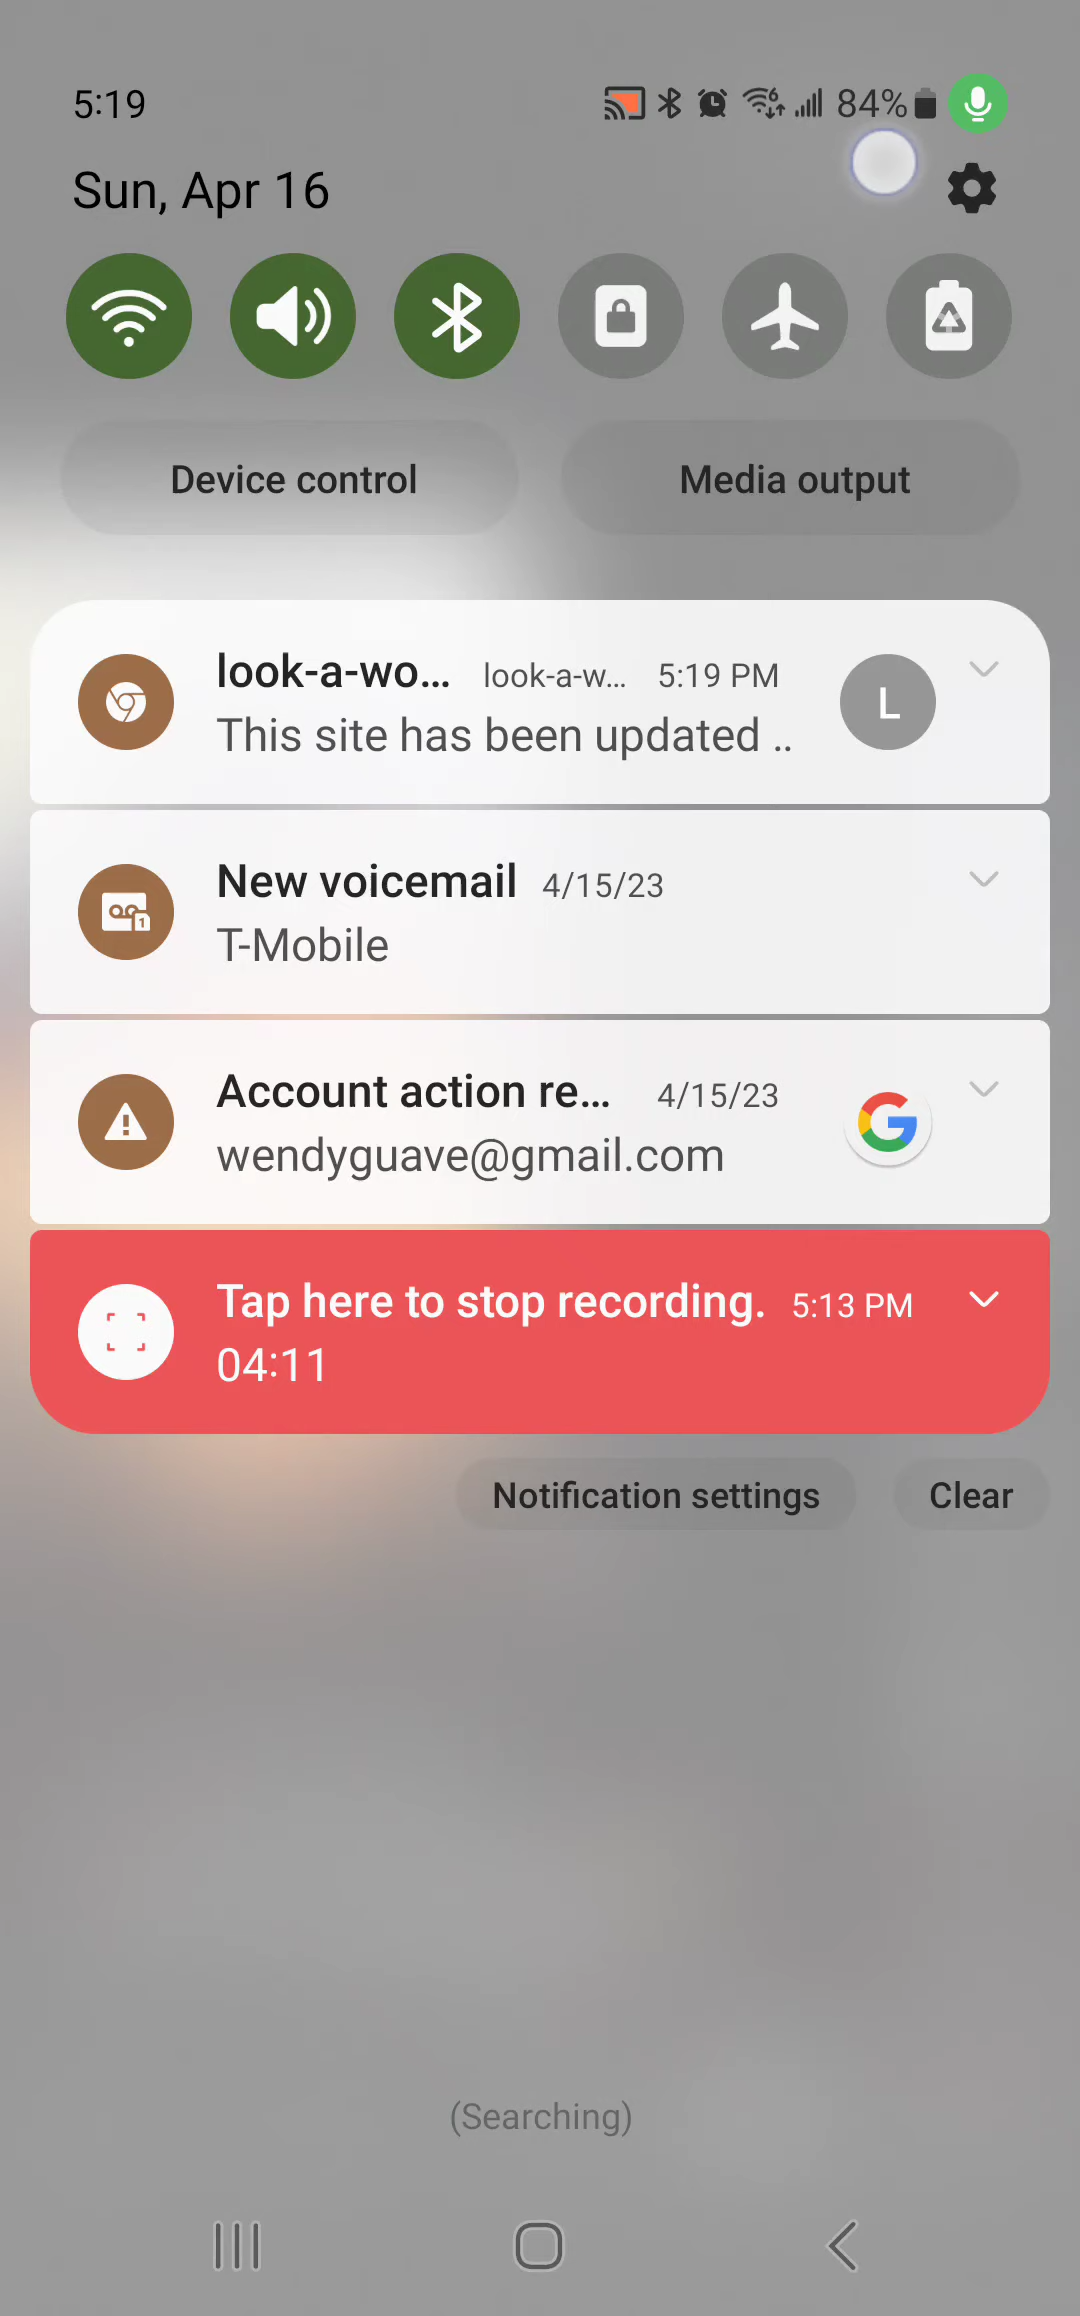 5:19
84%
Sun, Apr 16
Device control
Media output
look-a-wo... look-a-w... 5:19 PM
This site has been updated ..
L
New voicemail 4/15/23
T-Mobile
Account action re... 4/15/23
wendyguave@gmail.com
Tap here to stop recording. 5:13 PM
04:11
Notification settings
Clear
(Searching)